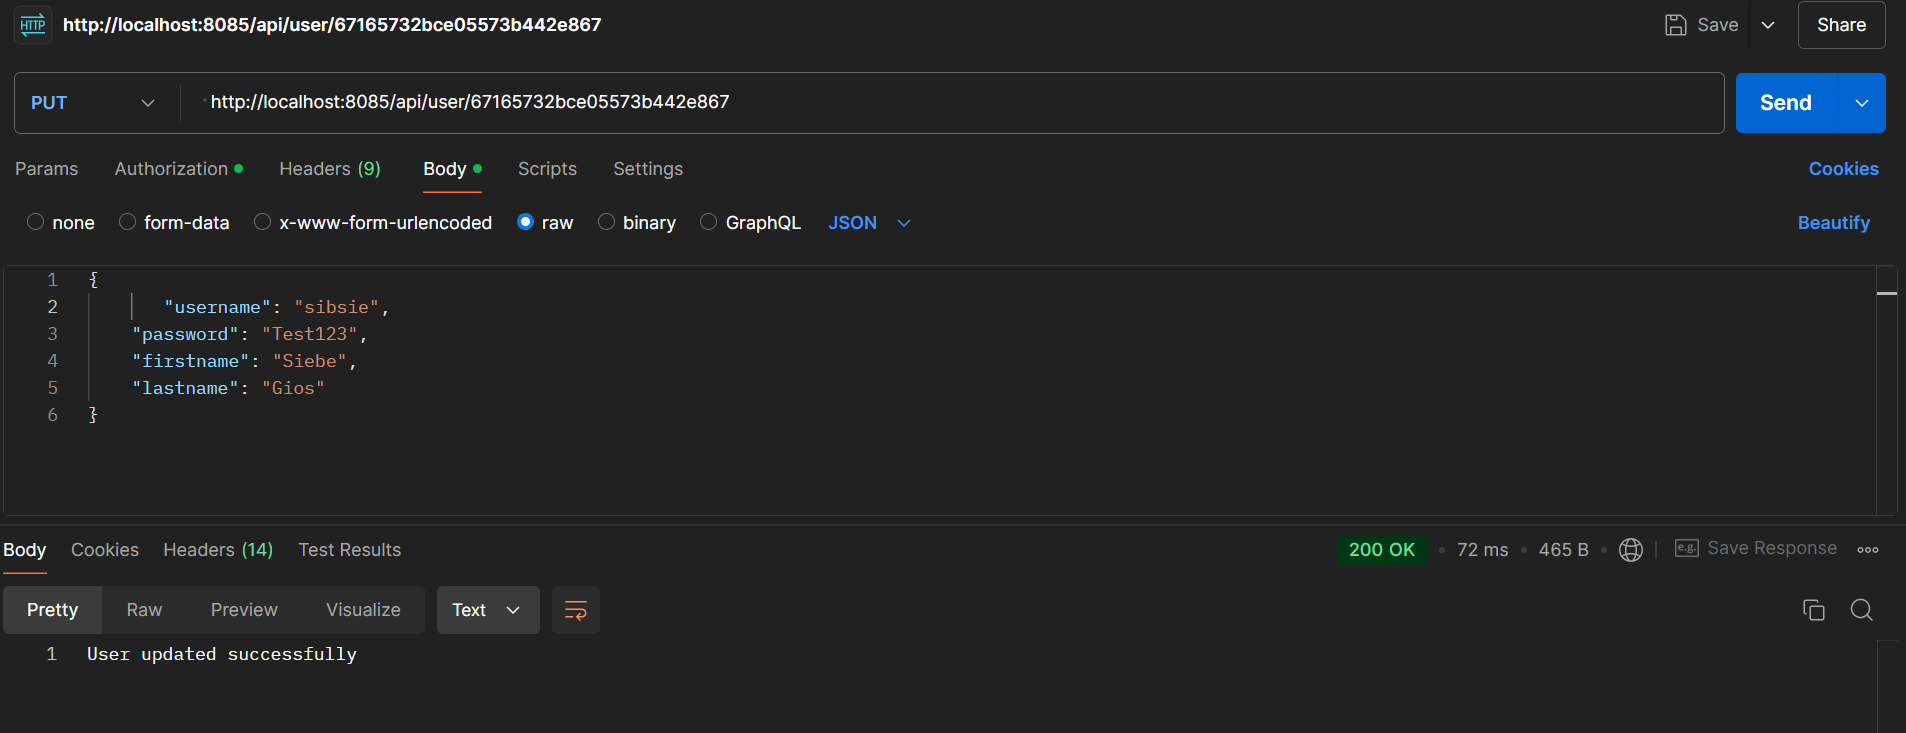 HTTP http://localhost:8085/api/user/67165732bce05573b442e867 Save Share
PUT http://localhost:8085/api/user/67165732bce05573b442e867 Send
Params Authorization Headers (9) Body Scripts Settings Cookies
none form-data x-www-form-urlencoded raw binary GraphQL JSON Beautify
1 {
2 "username": "sibsie",
3 "password": "Test123",
4 "firstname": "Siebe",
5 "lastname": "Gios"
6 }
Body Cookies Headers (14) Test Results 200 OK • 72 ms • 465 B • e.g. Save Response
Pretty Raw Preview Visualize Text
1 User updated successfully